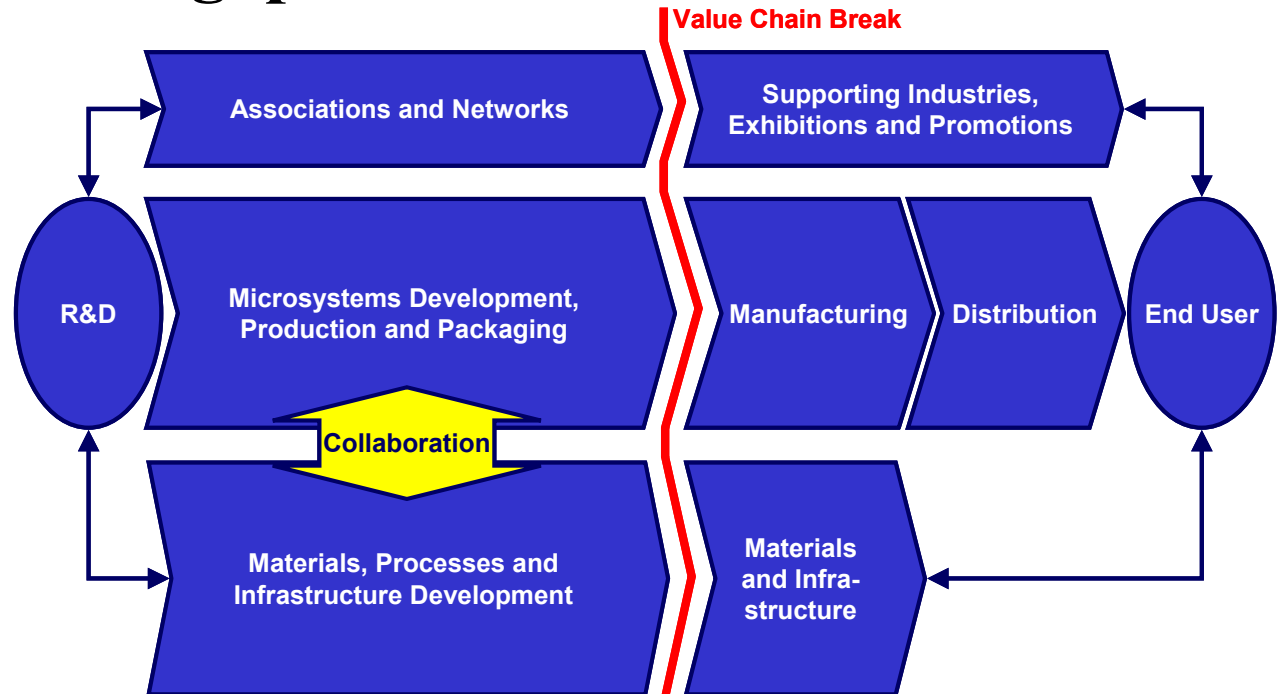 Value Chain Break
Associations and Networks
Supporting Industries,
Exhibitions and Promotions
R&D
Microsystems Development,
Production and Packaging
Manufacturing
Distribution
End User
Collaboration
Materials, Processes and
Infrastructure Development
Materials
and Infra-
structure